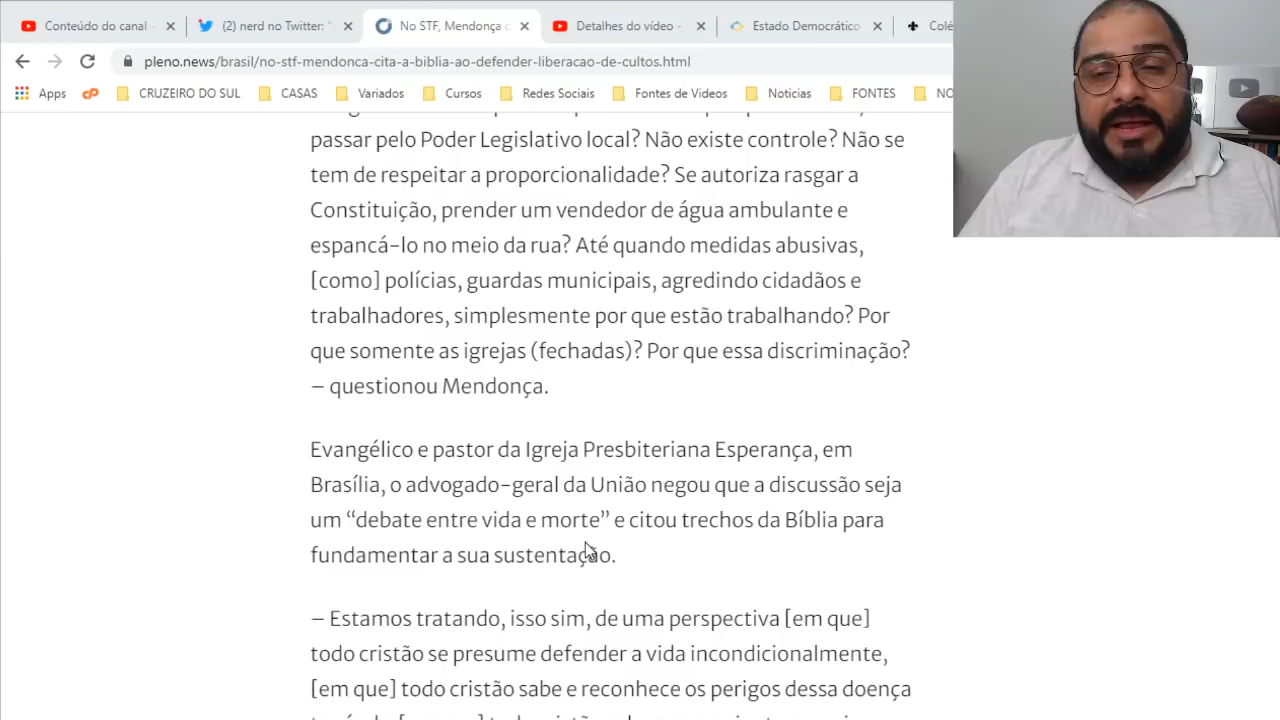 Conteúdo do canal -
(2) nerd no Twitter: "
No STF, Mendonça c
Detalhes do vídeo -
Estado Democrático
Colé
pleno.news/brasil/no-stf-mendonca-cita-a-biblia-ao-defender-liberacao-de-cultos.html
Apps
cP
CRUZEIRO DO SUL
CASAS
Variados
Cursos
Redes Sociais
Fontes de Videos
Noticias
FONTES
NO
passar pelo Poder Legislativo local? Não existe controle? Não se
tem de respeitar a proporcionalidade? Se autoriza rasgar a
Constituição, prender um vendedor de água ambulante e
espancá-lo no meio da rua? Até quando medidas abusivas,
[como] polícias, guardas municipais, agredindo cidadãos e
trabalhadores, simplesmente por que estão trabalhando? Por
que somente as igrejas (fechadas)? Por que essa discriminação?
– questionou Mendonça.
Evangélico e pastor da Igreja Presbiteriana Esperança, em
Brasília, o advogado-geral da União negou que a discussão seja
um “debate entre vida e morte” e citou trechos da Bíblia para
fundamentar a sua sustentação.
– Estamos tratando, isso sim, de uma perspectiva [em que]
todo cristão se presume defender a vida incondicionalmente,
[em que] todo cristão sabe e reconhece os perigos dessa doença